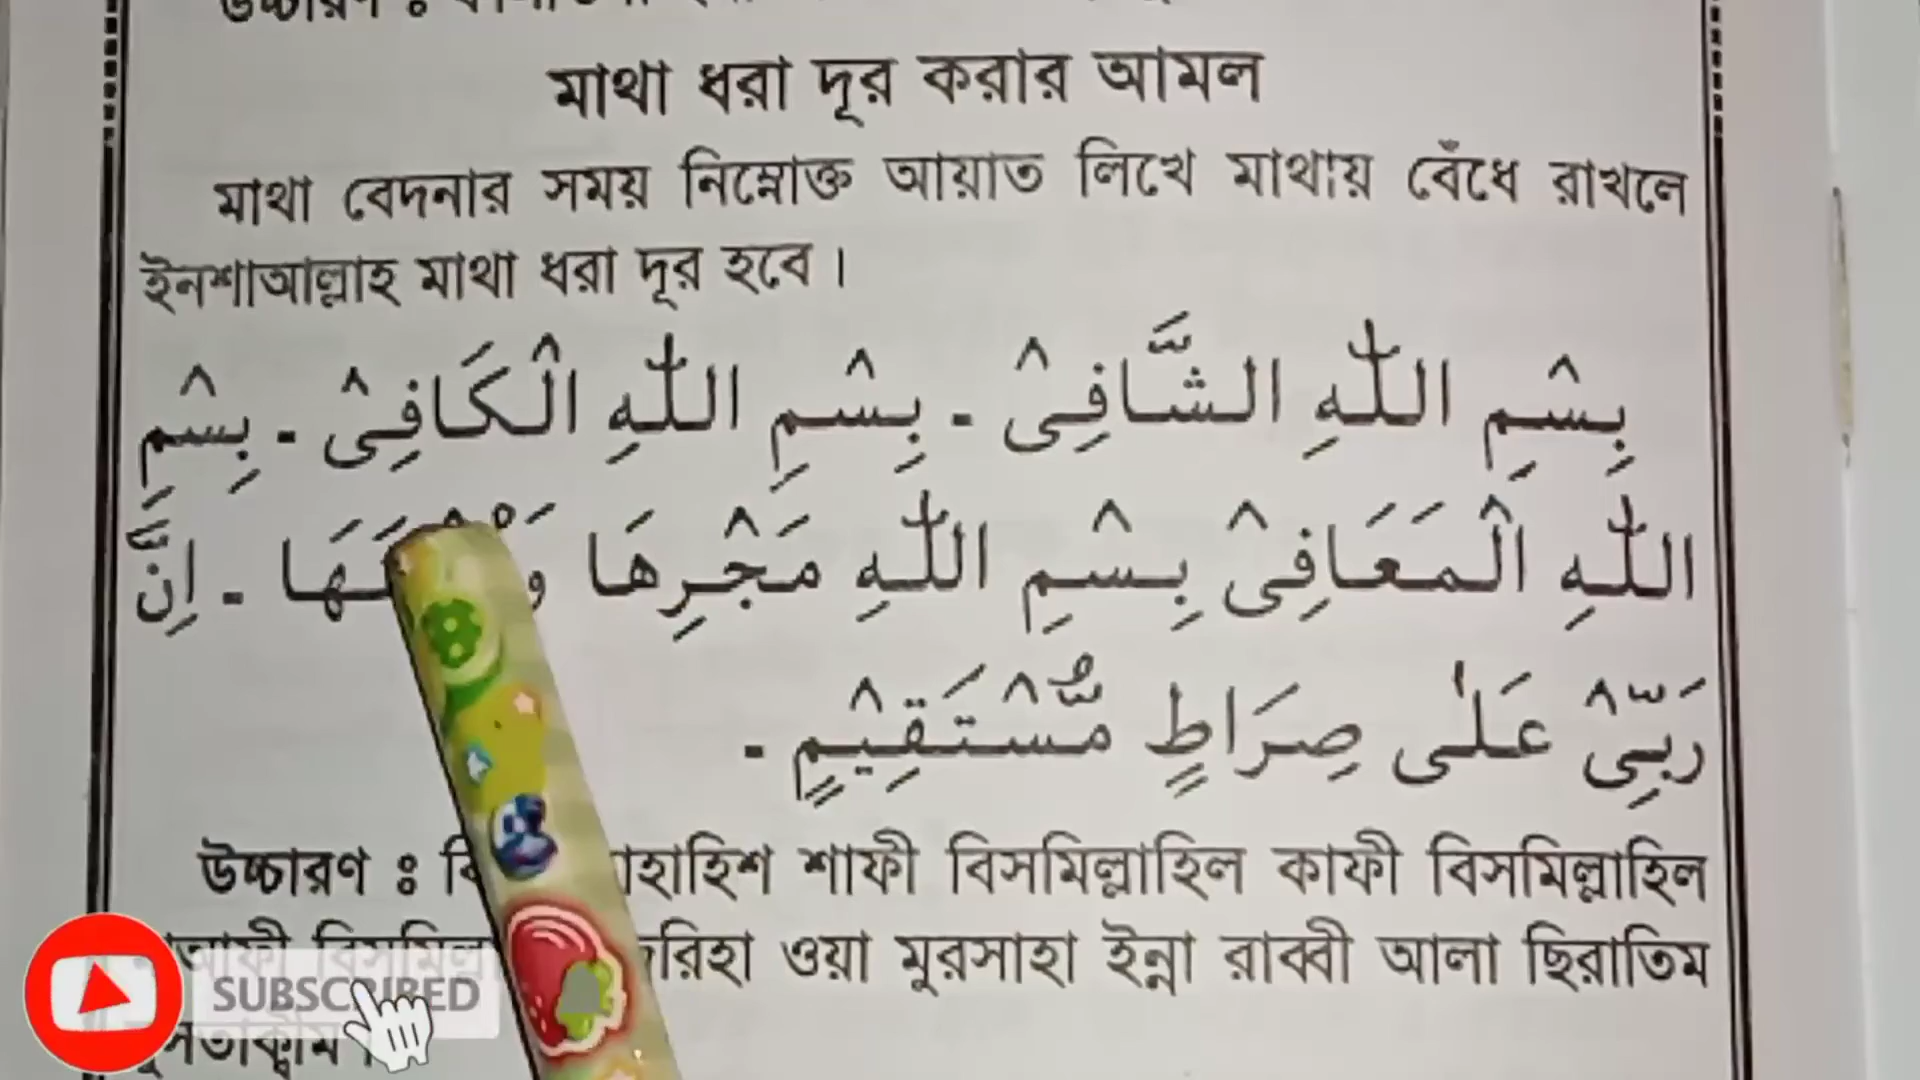 মাথা ধরা দূর করার আমল
মাথা বেদনার সময় নিম্নোক্ত আয়াত লিখে মাথায় বেঁধে রাখলে
ইনশাআল্লাহ মাথা ধরা দূর হবে।
بِسْمِ اللّٰهِ الشَّافِىْ - بِسْمِ اللّٰهِ الْكَافِىْ - بِسْمِ
اللّٰهِ الْمَعَافِىْ بِسْمِ اللّٰهِ مَجْرِهَا - اِنَّ
رَبِّىْ عَلٰى صِرَاطٍ مُّسْتَقِيْمٍ -
উচ্চারণ ঃ শাফী বিসমিল্লাহিল কাফী বিসমিল্লাহিল
ওয়া মুরসাহা ইন্না রাব্বী আলা ছিরাতিম
SUBSCRIBED